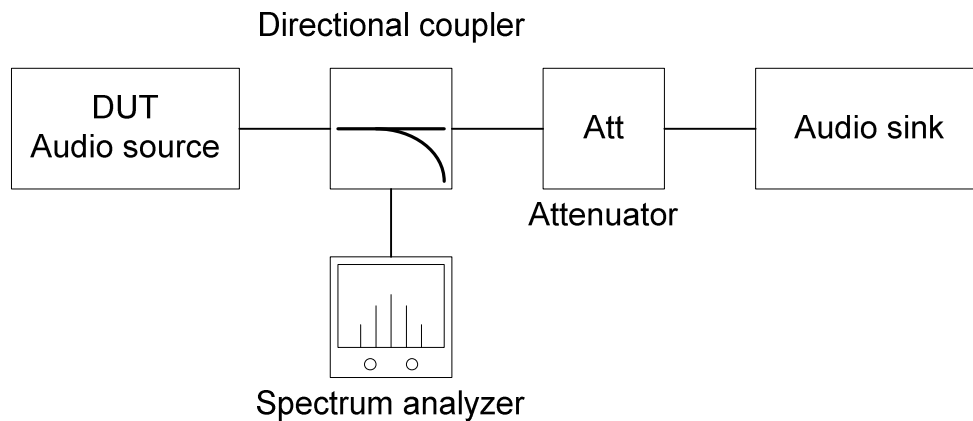 Directional coupler
DUT
Audio source
Att
Audio sink
Attenuator
Spectrum analyzer